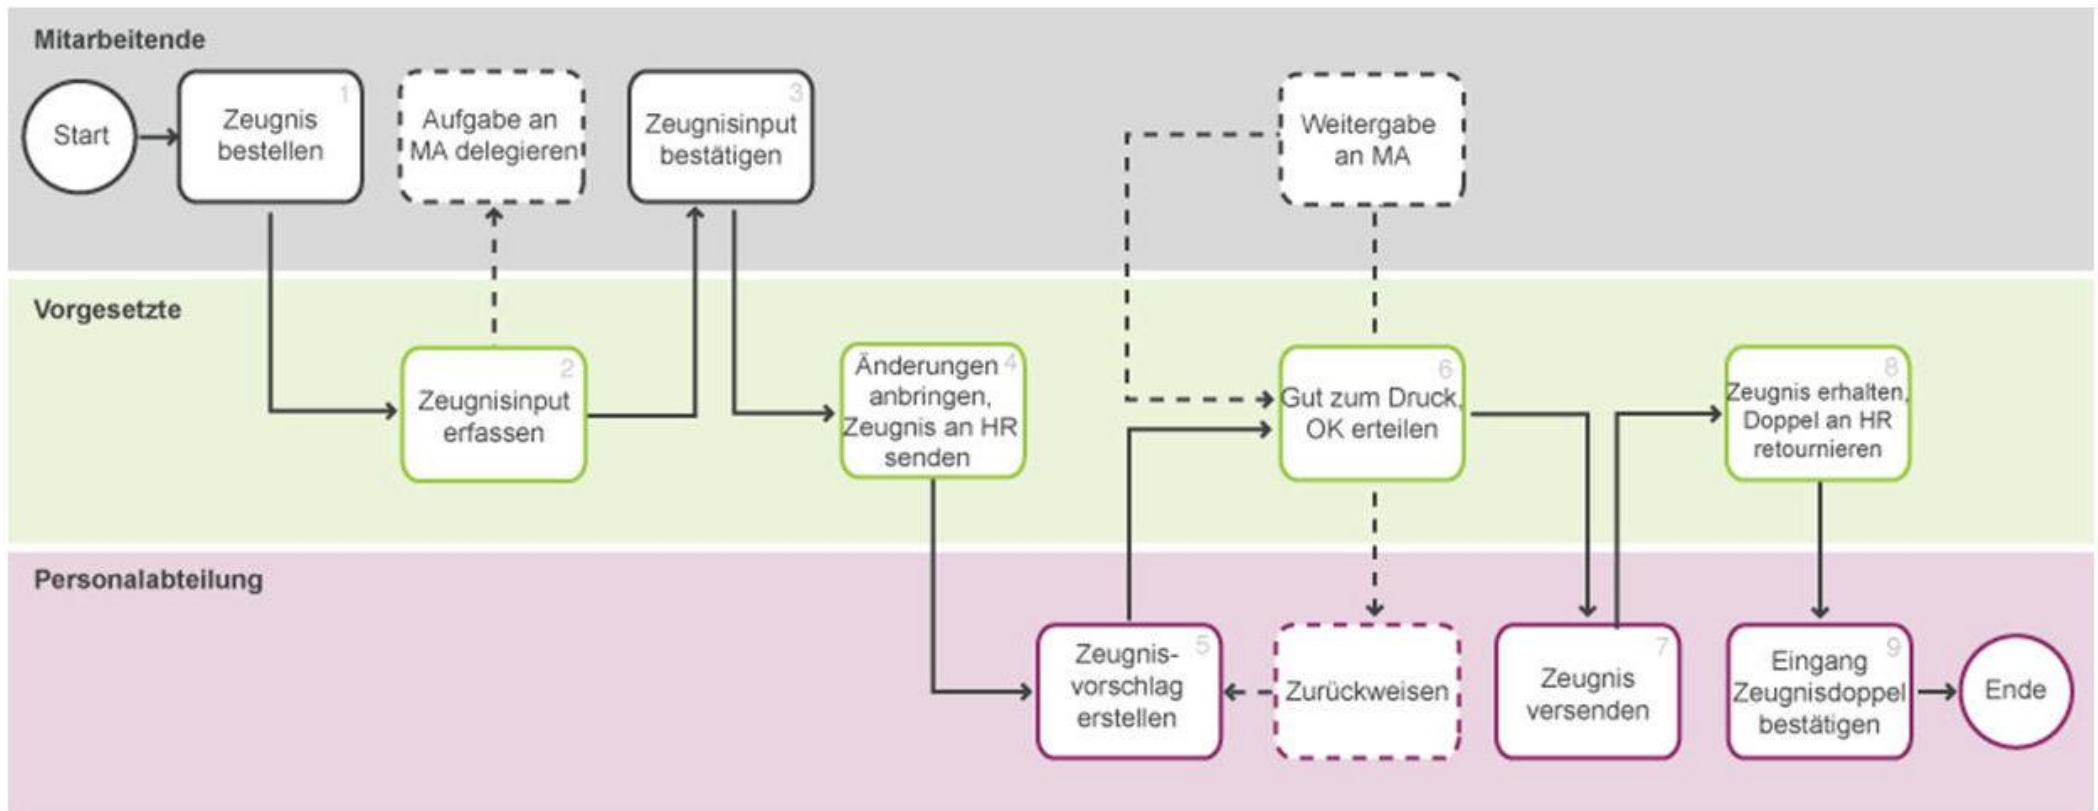 Mitarbeitende
Start
1
Zeugnis
bestellen
Aufgabe an
MA delegieren
3
Zeugnisinput
bestätigen
Weitergabe
an MA
Vorgesetzte
2
Zeugnisinput
erfassen
Änderungen 4
anbringen,
Zeugnis an HR
senden
6
Gut zum Druck,
OK erteilen
8
Zeugnis erhalten,
Doppel an HR
retournieren
Personalabteilung
5
Zeugnis-
vorschlag
erstellen
Zurückweisen
7
Zeugnis
versenden
9
Eingang
Zeugnisdoppel
bestätigen
Ende